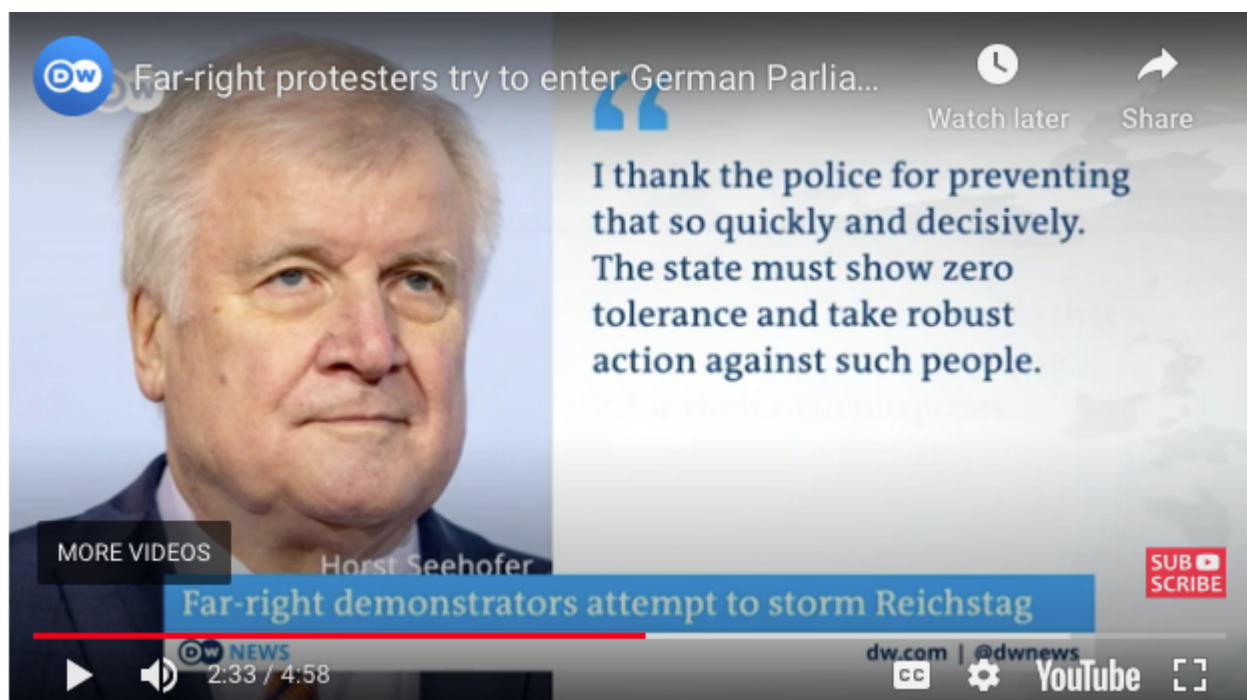 DW
Far-right protesters try to enter German Parlia...
Watch later
Share
“
I thank the police for preventing
that so quickly and decisively.
The state must show zero
tolerance and take robust
action against such people.
MORE VIDEOS
Horst Seehofer
SUB
SCRIBE
Far-right demonstrators attempt to storm Reichstag
DW NEWS
dw.com | @dwnews
2:33 / 4:58
CC
YouTube